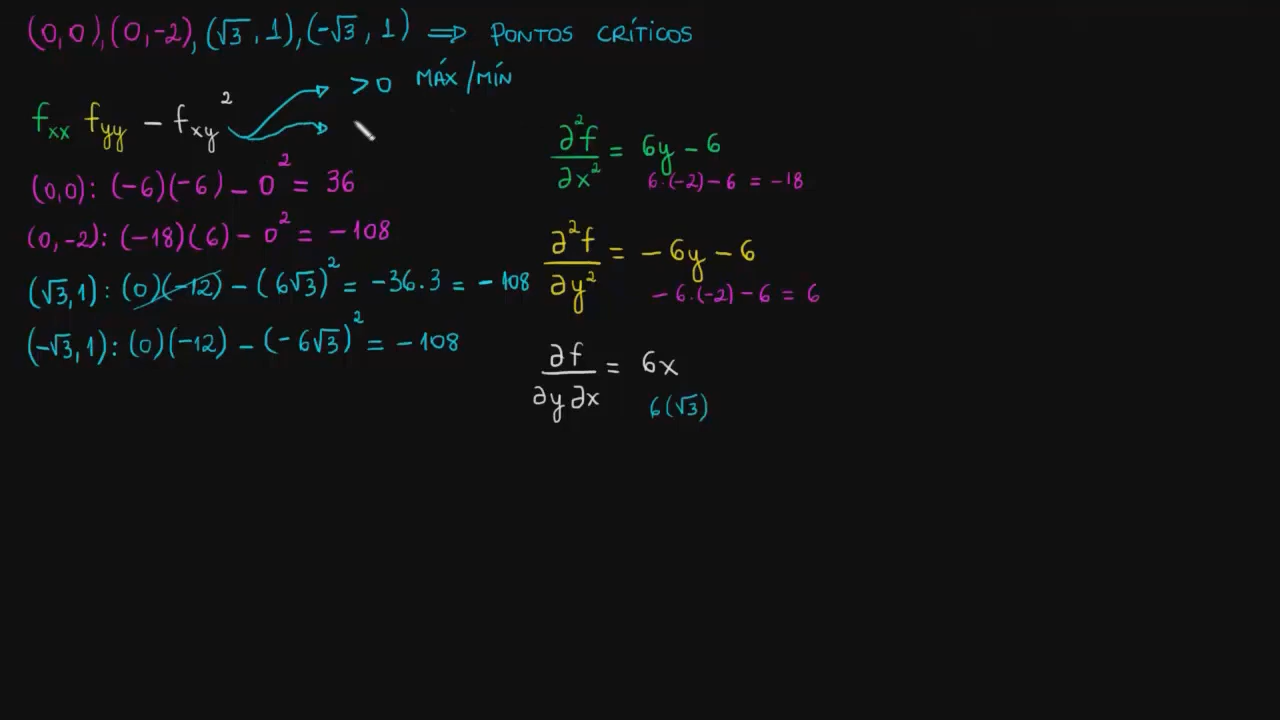 (0,0),(0,-2),(√3,1),(-√3,1) ⇒ PONTOS CRÍTICOS
>0 MÁX/MÍN
fxx fyy - fxy²
(0,0): (-6)(-6) - 0² = 36
(0,-2): (-18)(6) - 0² = -108
(√3,1): (0)(-12) - (6√3)² = -36.3 = -108
(-√3,1): (0)(-12) - (-6√3)² = -108
∂²f/∂x² = 6y - 6
6.(-2) - 6 = -18
∂²f/∂y² = -6y - 6
-6.(-2) - 6 = 6
∂f/∂y∂x = 6x
6(√3)